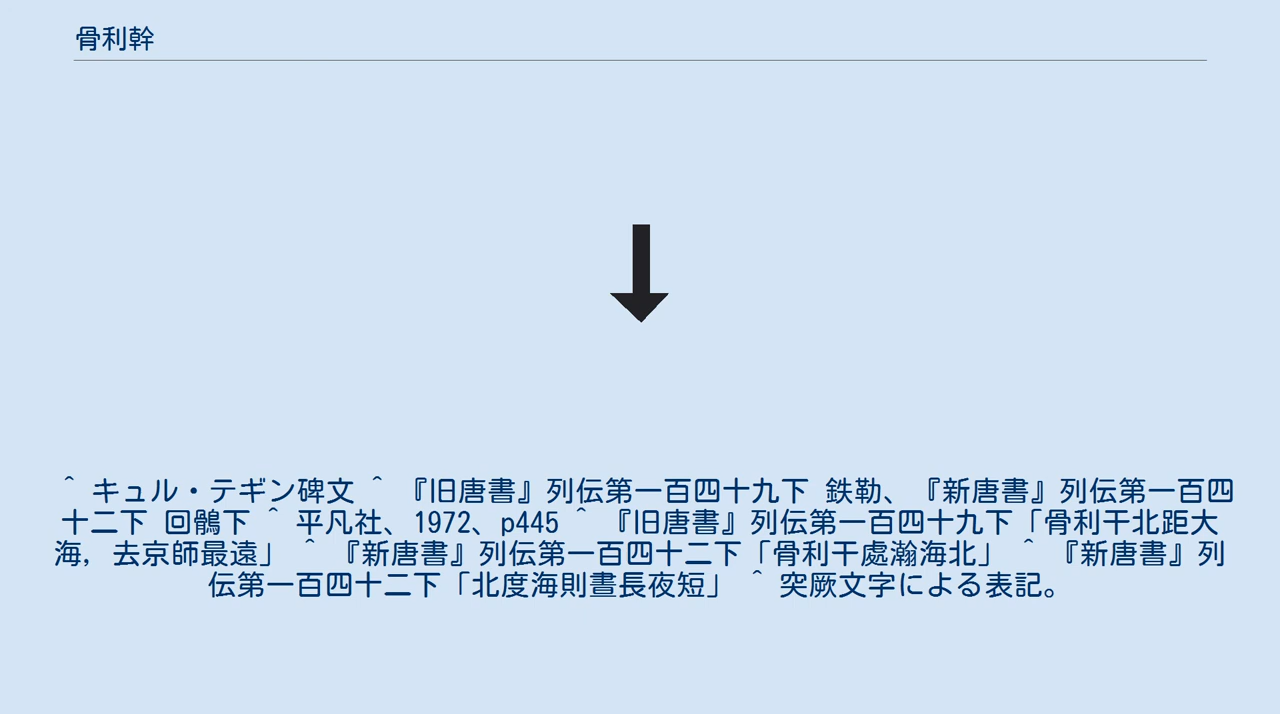 骨利幹
^ キュル・テギン碑文 ^ 『旧唐書』列伝第一百四十九下 鉄勒、『新唐書』列伝第一百四
十二下 回鶻下 ^ 平凡社、1972、p445 ^ 『旧唐書』列伝第一百四十九下「骨利干北距大
海，去京師最遠」 ^ 『新唐書』列伝第一百四十二下「骨利干處瀚海北」 ^ 『新唐書』列
伝第一百四十二下「北度海則晝長夜短」 ^ 突厥文字による表記。